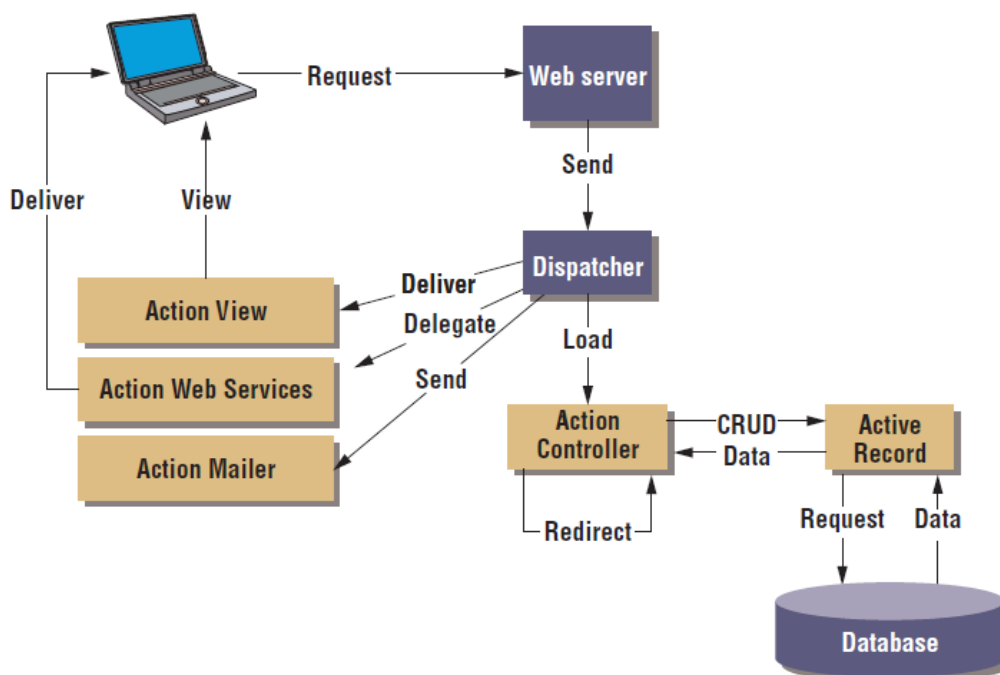 Request
Web server
Send
Deliver
View
Dispatcher
Deliver
Action View
Delegate
Load
Action Web Services
Send
Action
Controller
CRUD
Data
Active
Record
Action Mailer
Redirect
Request
Data
Database